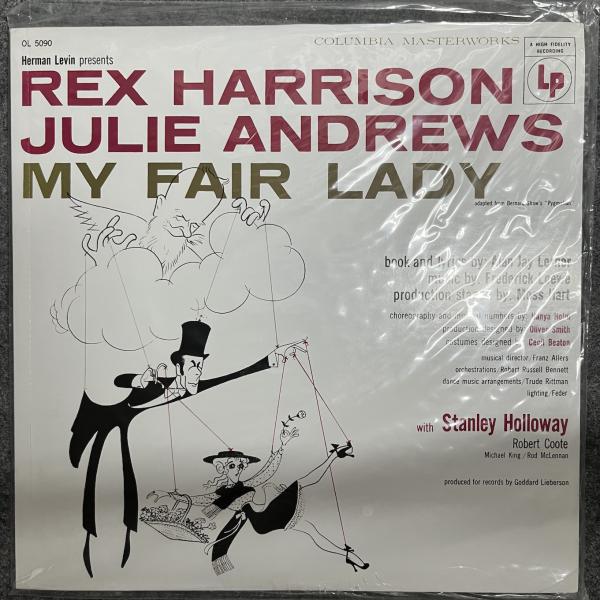 OL 5090
COLUMBIA MASTERWORKS
A HIGH FIDELITY
RECORDING
Lp
Herman Levin presents
REX HARRISON
JULIE ANDREWS
MY FAIR LADY
adapted from Bernard Shaw's "Pygmalion"
book and lyrics by: Alan Jay Lerner
music by: Frederick Loewe
production staged by: Moss Hart
choreography and musical numbers by: Hanya Holm
production designed by: Oliver Smith
costumes designed by: Cecil Beaton
musical director/Franz Allers
orchestrations/Robert Russell Bennett
dance music arrangements/Trude Rittman
lighting/Feder
with Stanley Holloway
Robert Coote
Michael King/Rod McLennan
produced for records by Goddard Lieberson